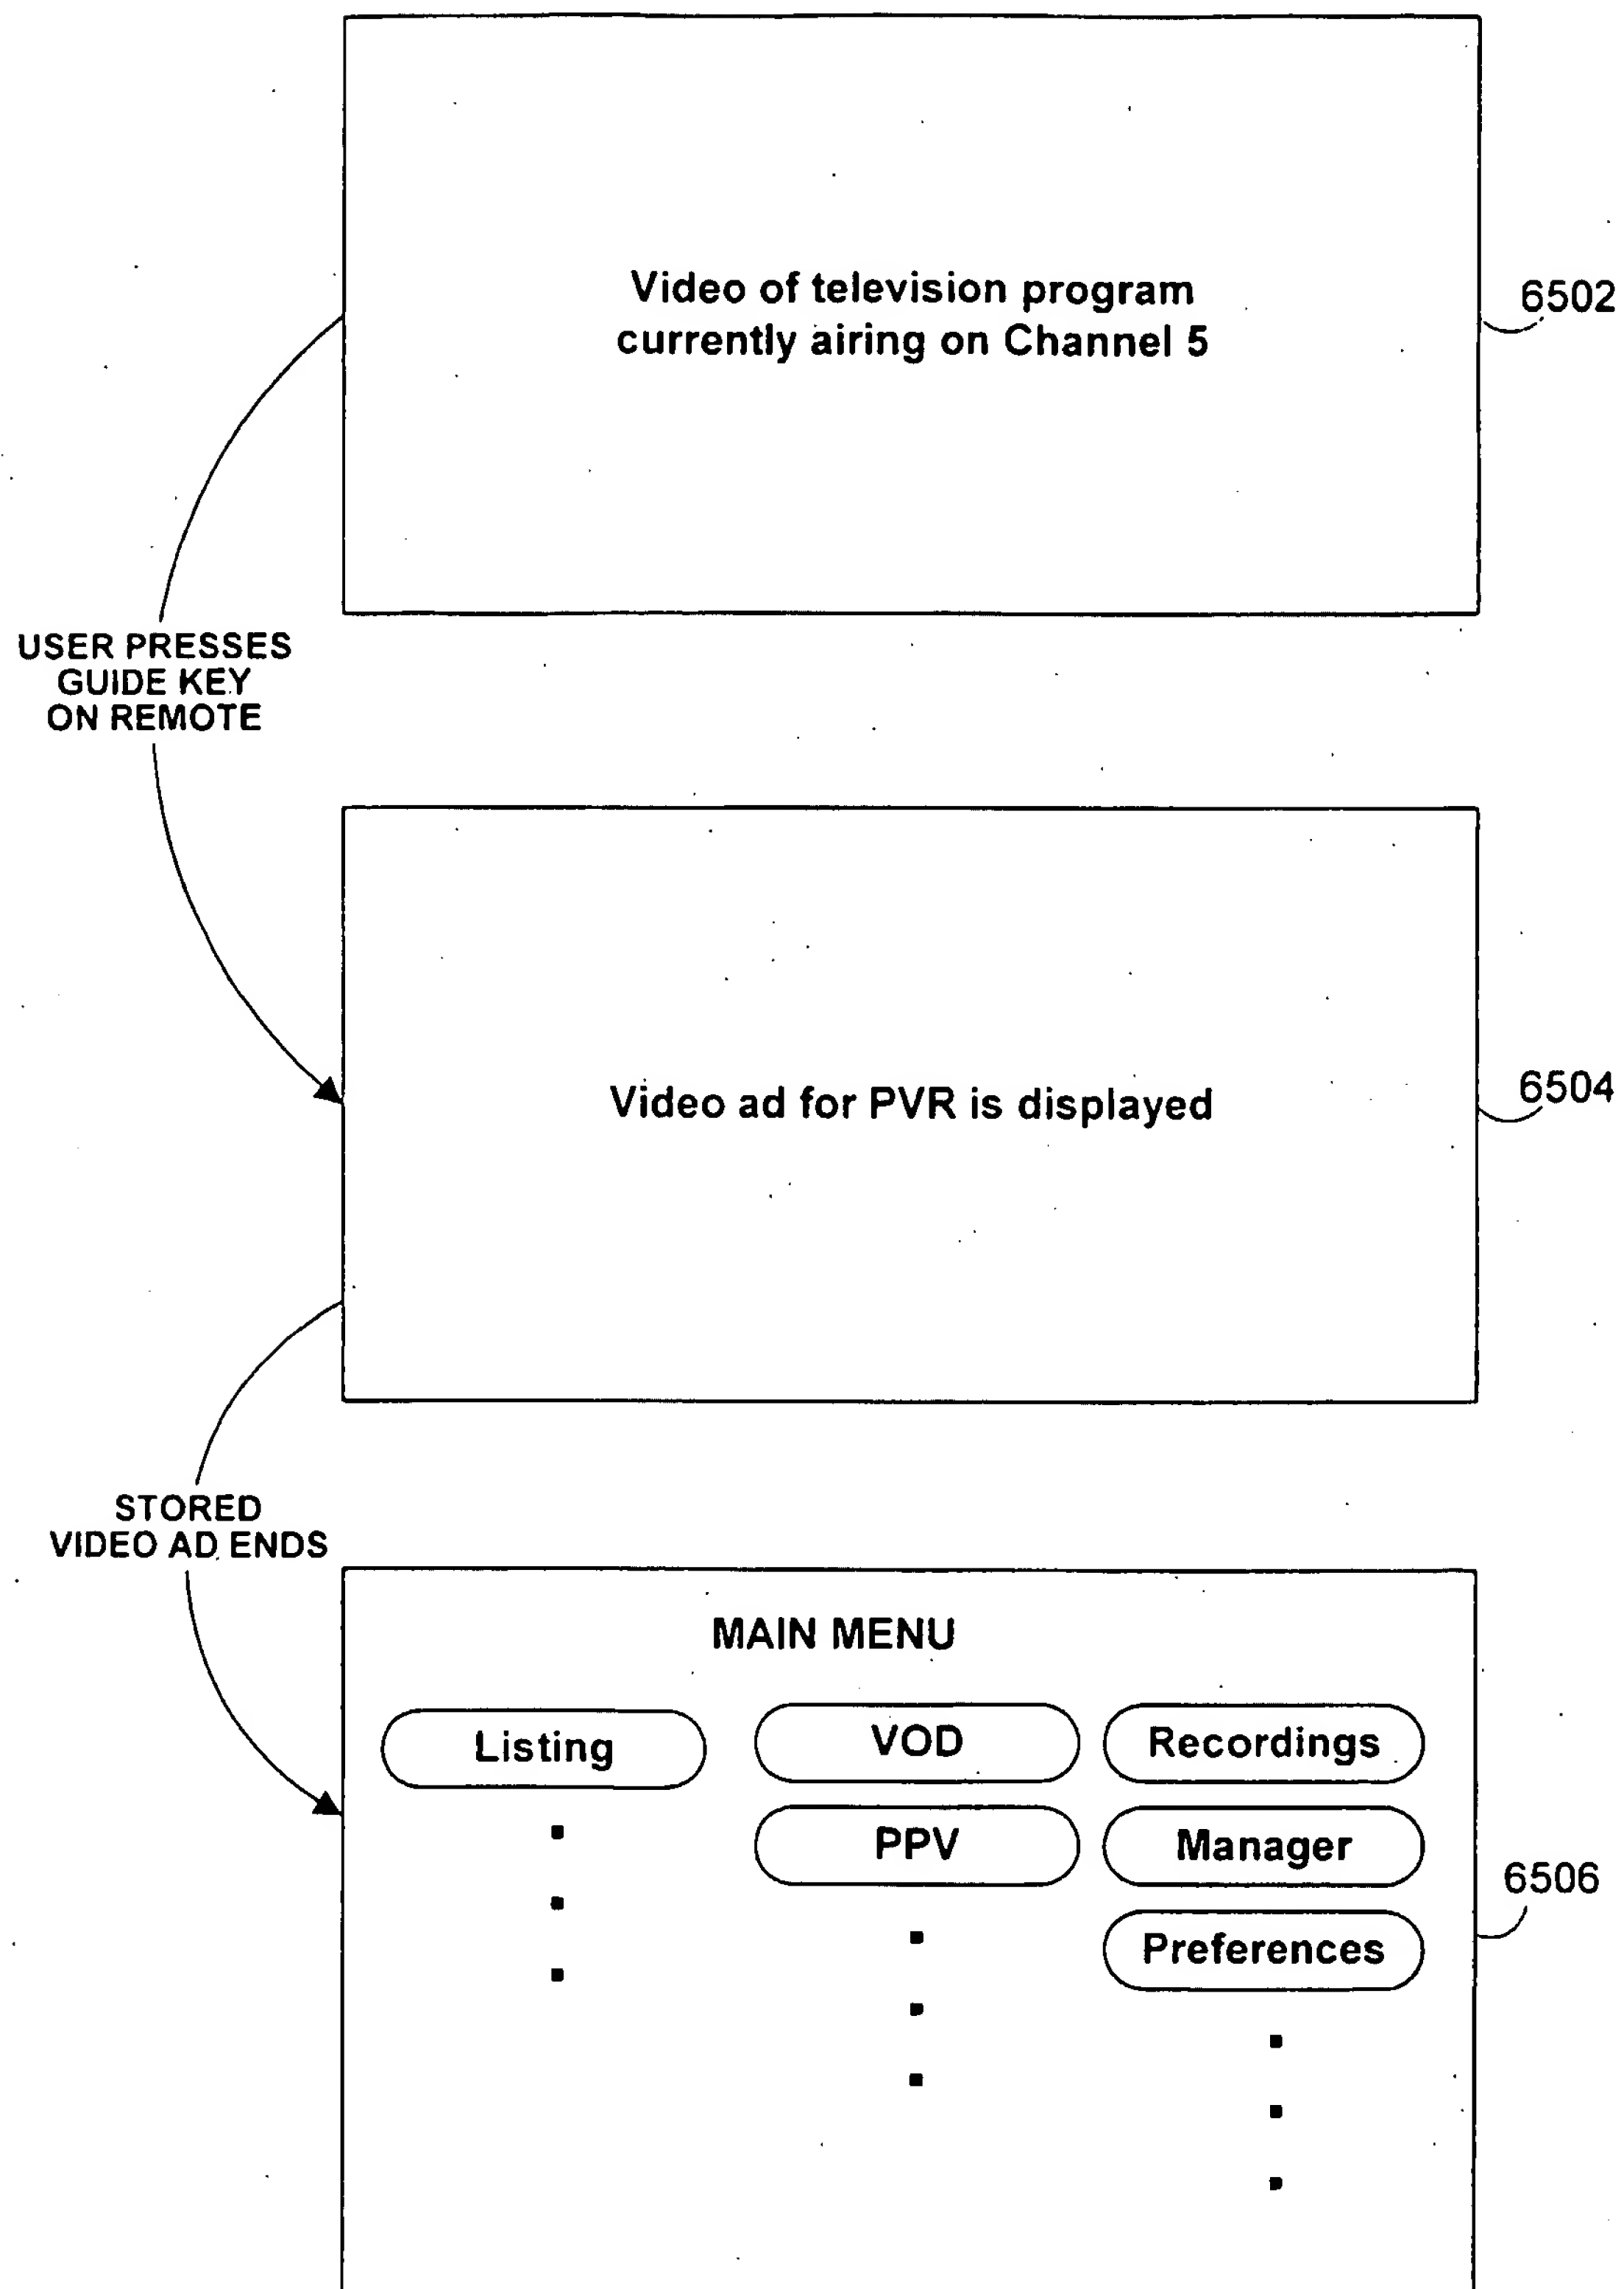 Video of television program
currently airing on Channel 5
6502
USER PRESSES
GUIDE KEY
ON REMOTE
Video ad for PVR is displayed
6504
STORED
VIDEO AD ENDS
MAIN MENU
Listing
VOD
Recordings
PPV
Manager
6506
Preferences